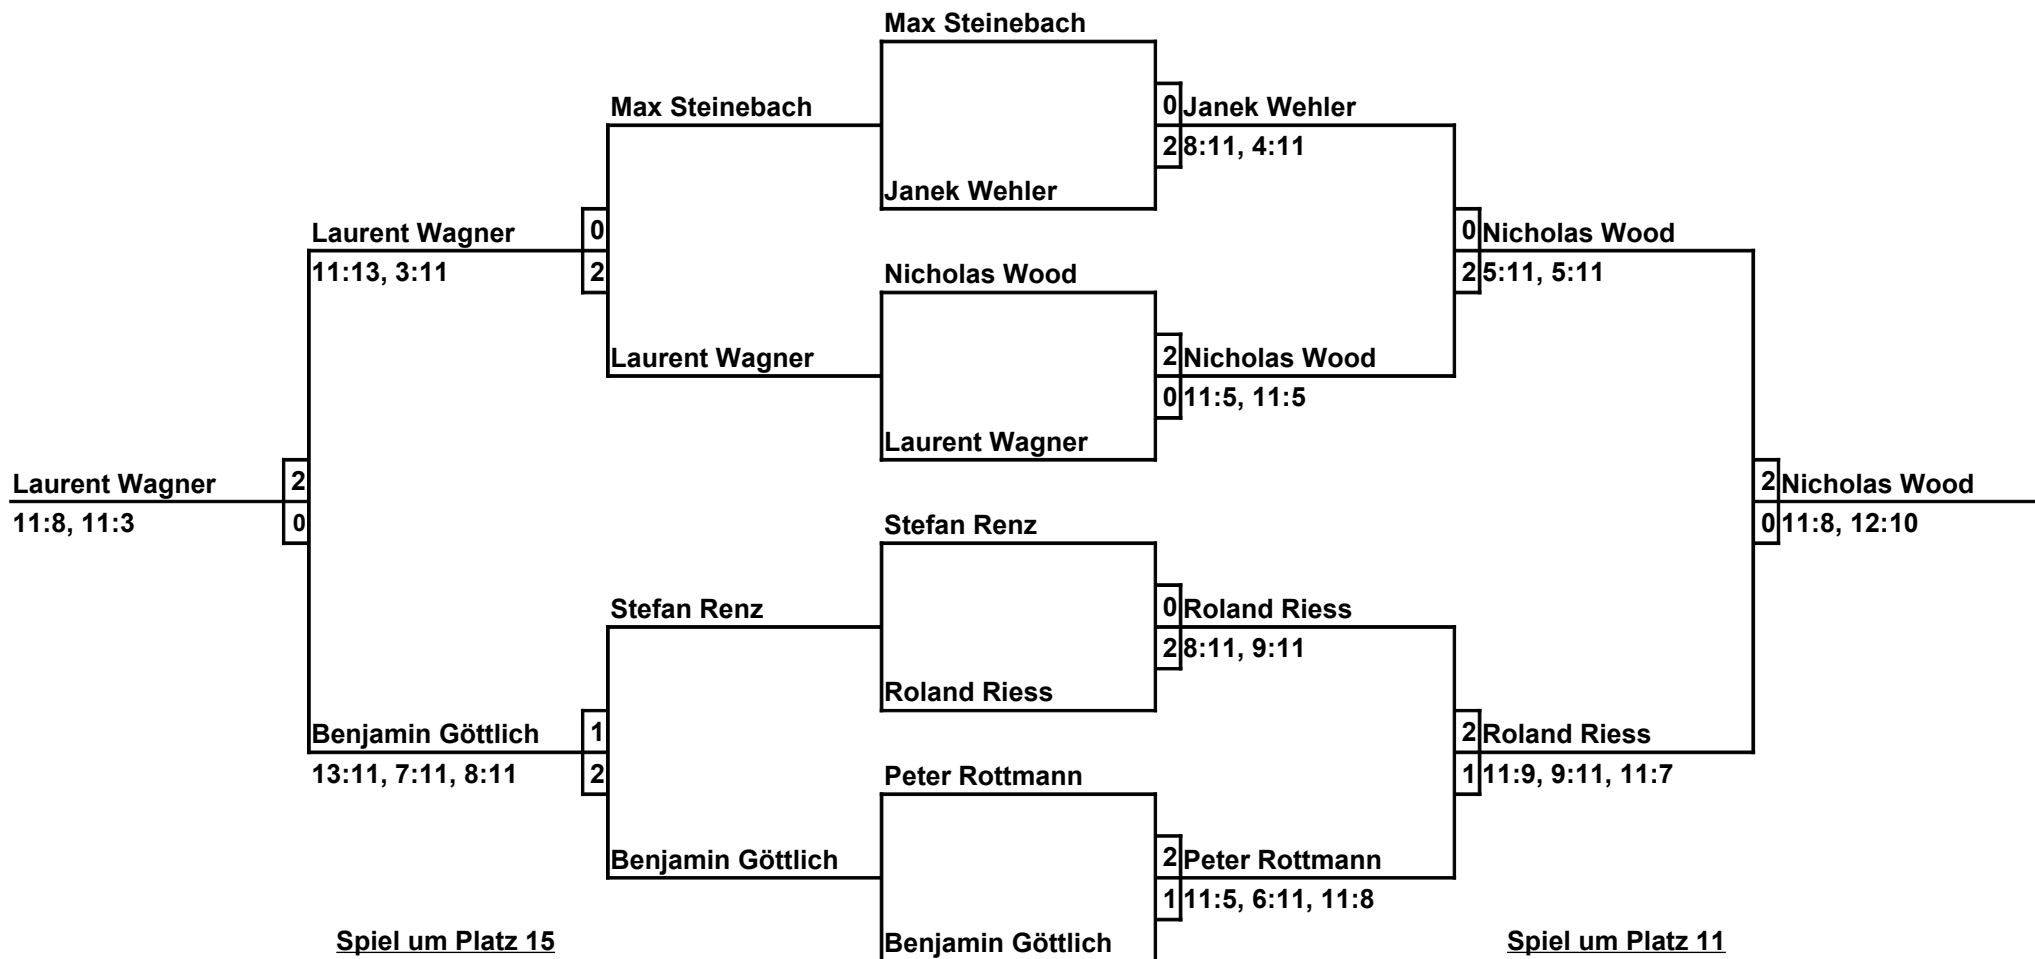 Max Steinebach
Max Steinebach
0 Janek Wehler
2 8:11, 4:11
Janek Wehler
Laurent Wagner 0
11:13, 3:11 2
0 Nicholas Wood
2 5:11, 5:11
Nicholas Wood
Laurent Wagner
2 Nicholas Wood
0 11:5, 11:5
Laurent Wagner
Laurent Wagner 2
11:8, 11:3 0
2 Nicholas Wood
0 11:8, 12:10
Stefan Renz
Stefan Renz
0 Roland Riess
2 8:11, 9:11
Roland Riess
Benjamin Göttlich 1
13:11, 7:11, 8:11 2
2 Roland Riess
1 11:9, 9:11, 11:7
Peter Rottmann
Benjamin Göttlich
2 Peter Rottmann
1 11:5, 6:11, 11:8
Benjamin Göttlich
Spiel um Platz 15
Spiel um Platz 11